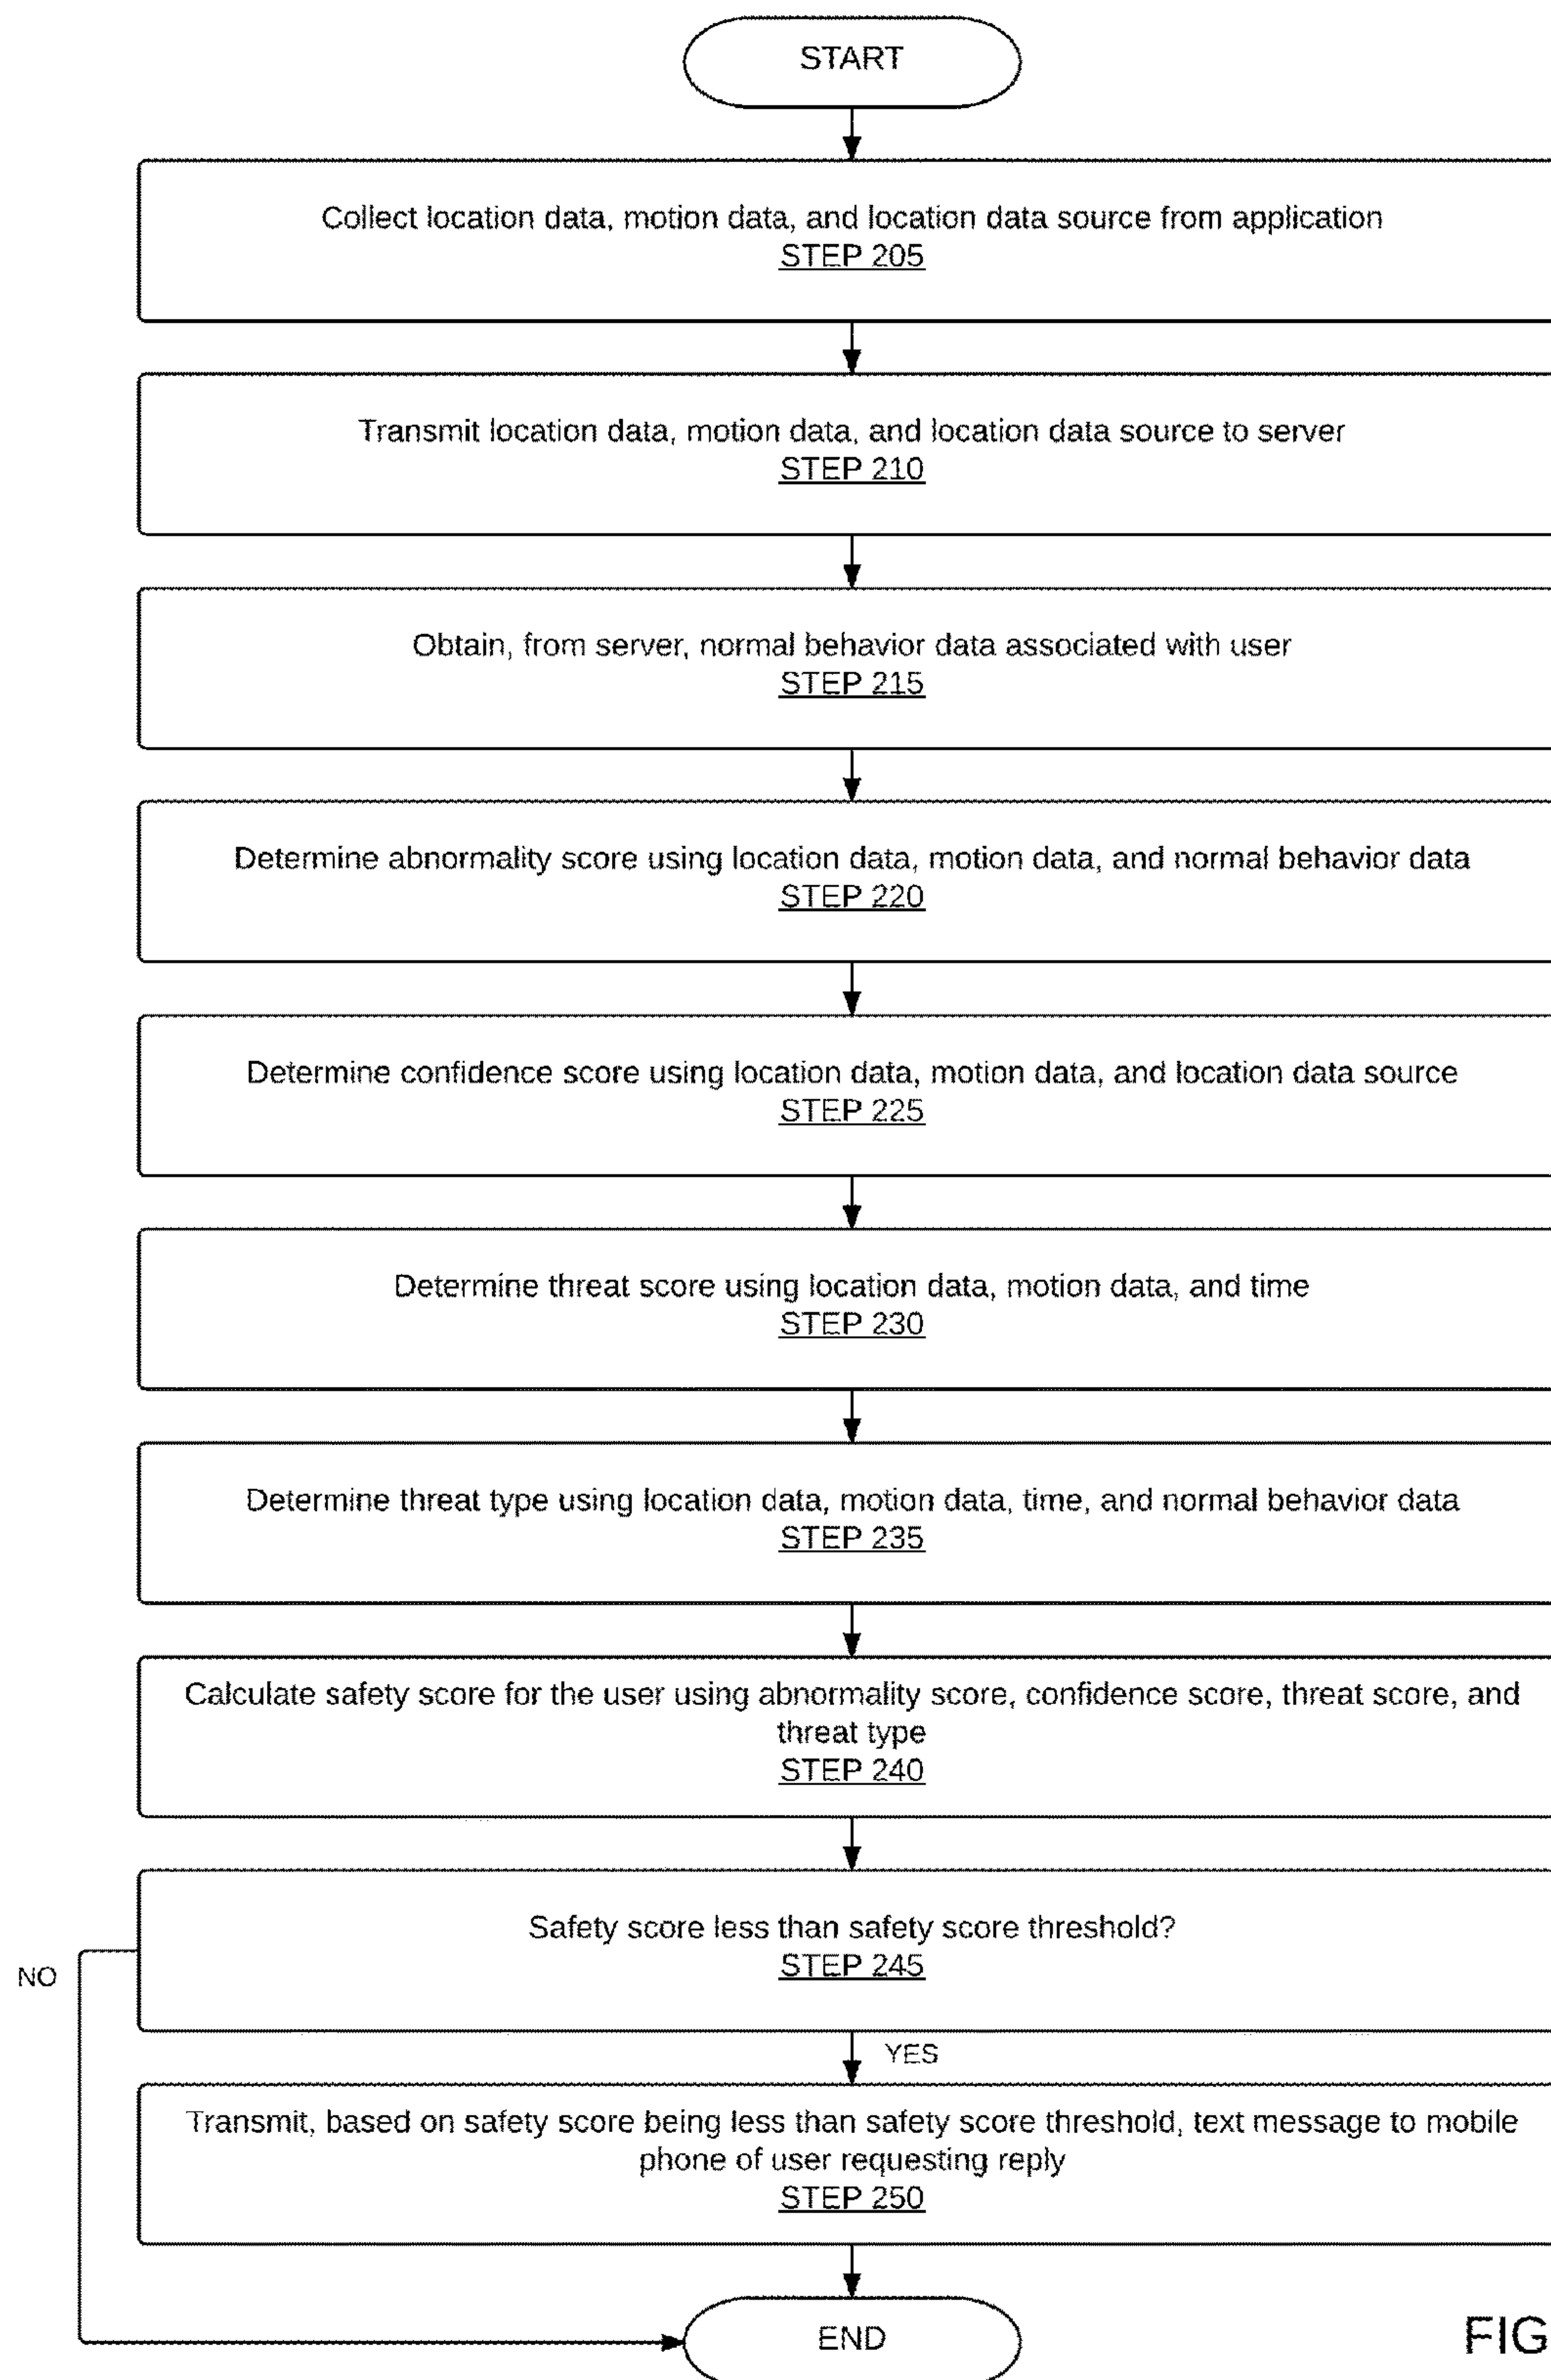 START
Collect location data, motion data, and location data source from application
STEP 205
Transmit location data, motion data, and location data source to server
STEP 210
Obtain, from server, normal behavior data associated with user
STEP 215
Determine abnormality score using location data, motion data, and normal behavior data
STEP 220
Determine confidence score using location data, motion data, and location data source
STEP 225
Determine threat score using location data, motion data, and time
STEP 230
Determine threat type using location data, motion data, time, and normal behavior data
STEP 235
Calculate safety score for the user using abnormality score, confidence score, threat score, and
threat type
STEP 240
Safety score less than safety score threshold?
STEP 245
NO
YES
Transmit, based on safety score being less than safety score threshold, text message to mobile
phone of user requesting reply
STEP 250
END
FIG